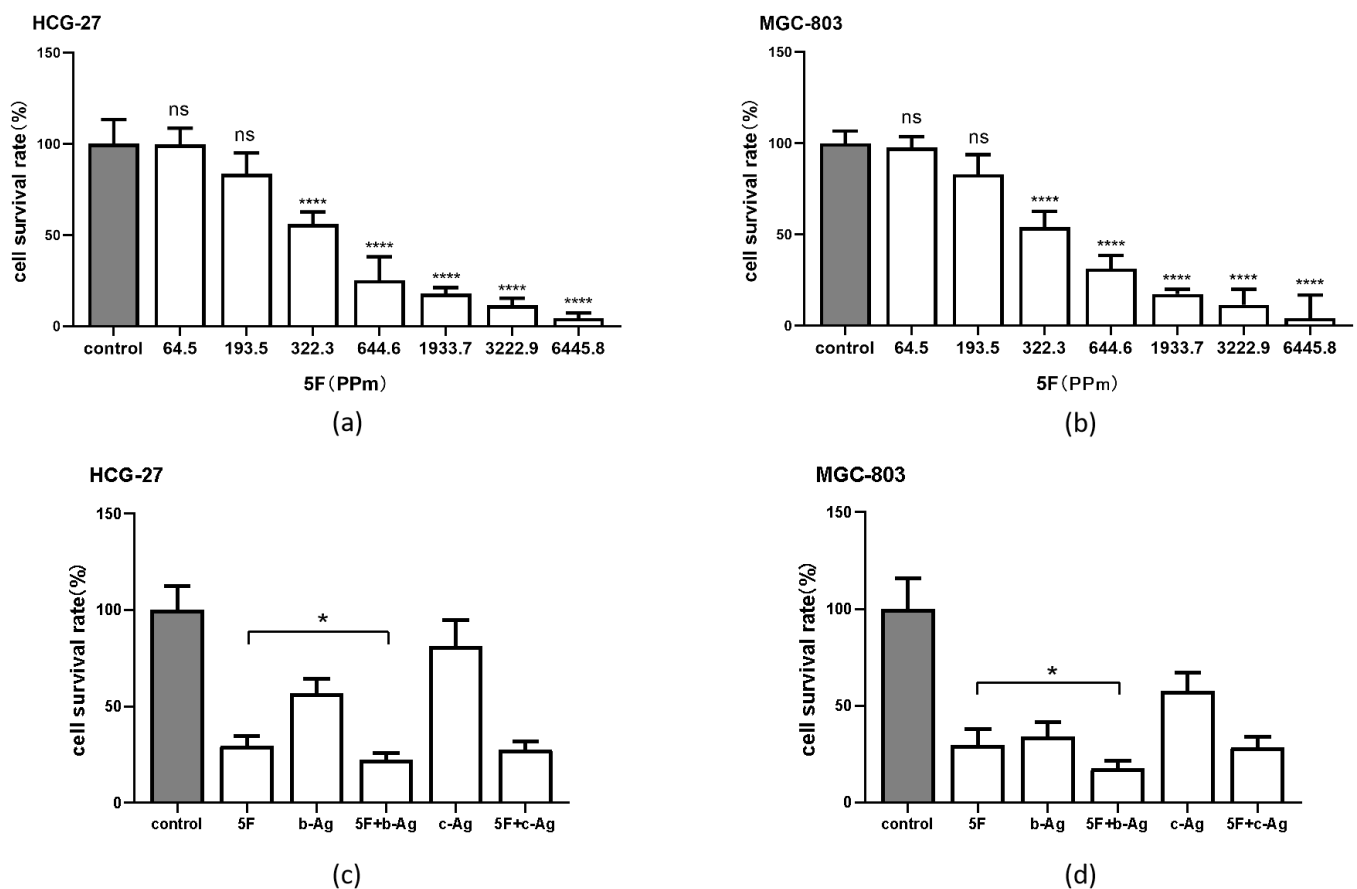 HCG-27
cell survival rate(%)
150
100
50
0
ns
ns
****
****
****
****
****
control 64.5 193.5 322.3 644.6 1933.7 3222.9 6445.8
5F(PPm)
(a)
MGC-803
cell survival rate(%)
150
100
50
0
ns
ns
****
****
****
****
****
control 64.5 193.5 322.3 644.6 1933.7 3222.9 6445.8
5F(PPm)
(b)
HCG-27
cell survival rate(%)
150
100
50
0
*
control 5F b-Ag 5F+b-Ag c-Ag 5F+c-Ag
(c)
MGC-803
cell survival rate(%)
150
100
50
0
*
control 5F b-Ag 5F+b-Ag c-Ag 5F+c-Ag
(d)